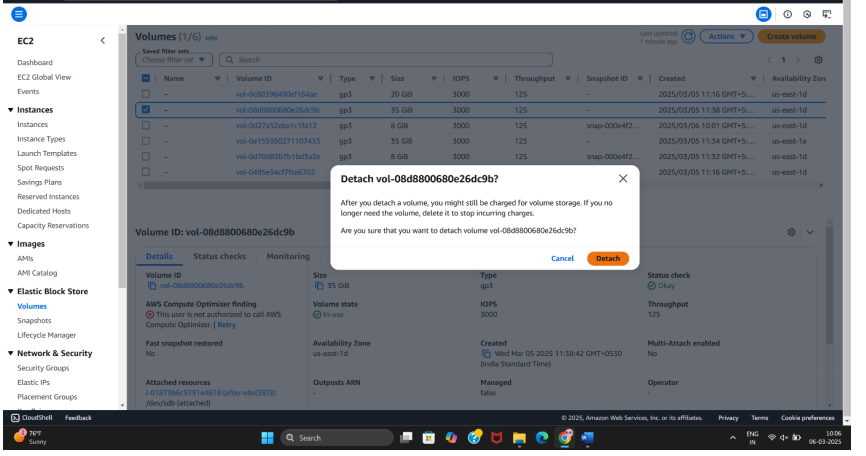 EC2
Dashboard
EC2 Global View
Events
Instances
Instances
Instance Types
Launch Templates
Spot Requests
Savings Plans
Reserved Instances
Dedicated Hosts
Capacity Reservations
Images
AMIs
AMI Catalog
Elastic Block Store
Volumes
Snapshots
Lifecycle Manager
Network & Security
Security Groups
Elastic IPs
Placement Groups
Volumes (1/6) Info
Last updated
1 minute ago
Actions
Create volume
Saved filter sets
Choose filter set
Search
1
Name Volume ID Type Size IOPS Throughput Snapshot ID Created Availability Zon
– vol-0c80396490ef164ae gp3 20 GiB 3000 125 - 2025/03/05 11:16 GMT+5:... us-east-1d
– vol-08d8800680e26dc9b gp3 35 GiB 3000 125 - 2025/03/05 11:38 GMT+5:... us-east-1d
– vol-0d27a52eba1c1fa12 gp3 8 GiB 3000 125 snap-000e4f2... 2025/03/06 10:01 GMT+5:... us-east-1d
– vol-0a155950271107433 gp3 35 GiB 3000 125 - 2025/03/05 11:34 GMT+5:... us-east-1a
– vol-0d70d83b7b1bd3a3e gp3 8 GiB 3000 125 snap-000e4f2... 2025/03/05 11:32 GMT+5:... us-east-1d
– vol-0495e34cf7fce6702 2025/03/05 11:16 GMT+5:... us-east-1d
Detach vol-08d8800680e26dc9b?
After you detach a volume, you might still be charged for volume storage. If you no
longer need the volume, delete it to stop incurring charges.
Are you sure that you want to detach volume vol-08d8800680e26dc9b?
Cancel
Detach
Volume ID: vol-08d8800680e26dc9b
Details Status checks Monitoring
Volume ID
vol-08d8800680e26dc9b
Size
35 GiB
Type
gp3
Status check
Okay
AWS Compute Optimizer finding
This user is not authorized to call AWS
Compute Optimizer. | Retry
Volume state
In-use
IOPS
3000
Throughput
125
Fast snapshot restored
No
Availability Zone
us-east-1d
Created
Wed Mar 05 2025 11:38:42 GMT+0530
(India Standard Time)
Multi-Attach enabled
No
Attached resources
i-01873b6c9791e4618 (after-ebs(587)):
/dev/sdb (attached)
Outposts ARN
-
Managed
false
Operator
-
CloudShell Feedback
© 2025, Amazon Web Services, Inc. or its affiliates. Privacy Terms Cookie preferences
2
76°F
Sunny
Search
ENG
IN
10:06
06-03-2025